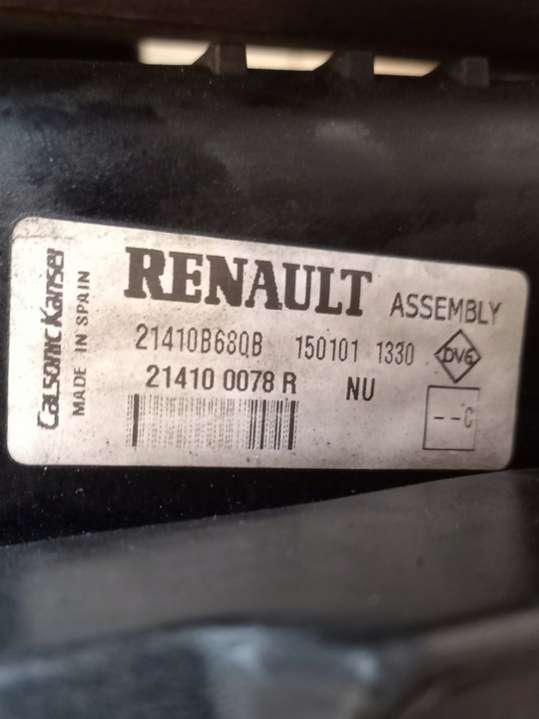 Calsonic Kansei
MADE IN SPAIN
RENAULT ASSEMBLY
21410B680B 150101 1330 DV6
21410 0078 R NU
--C